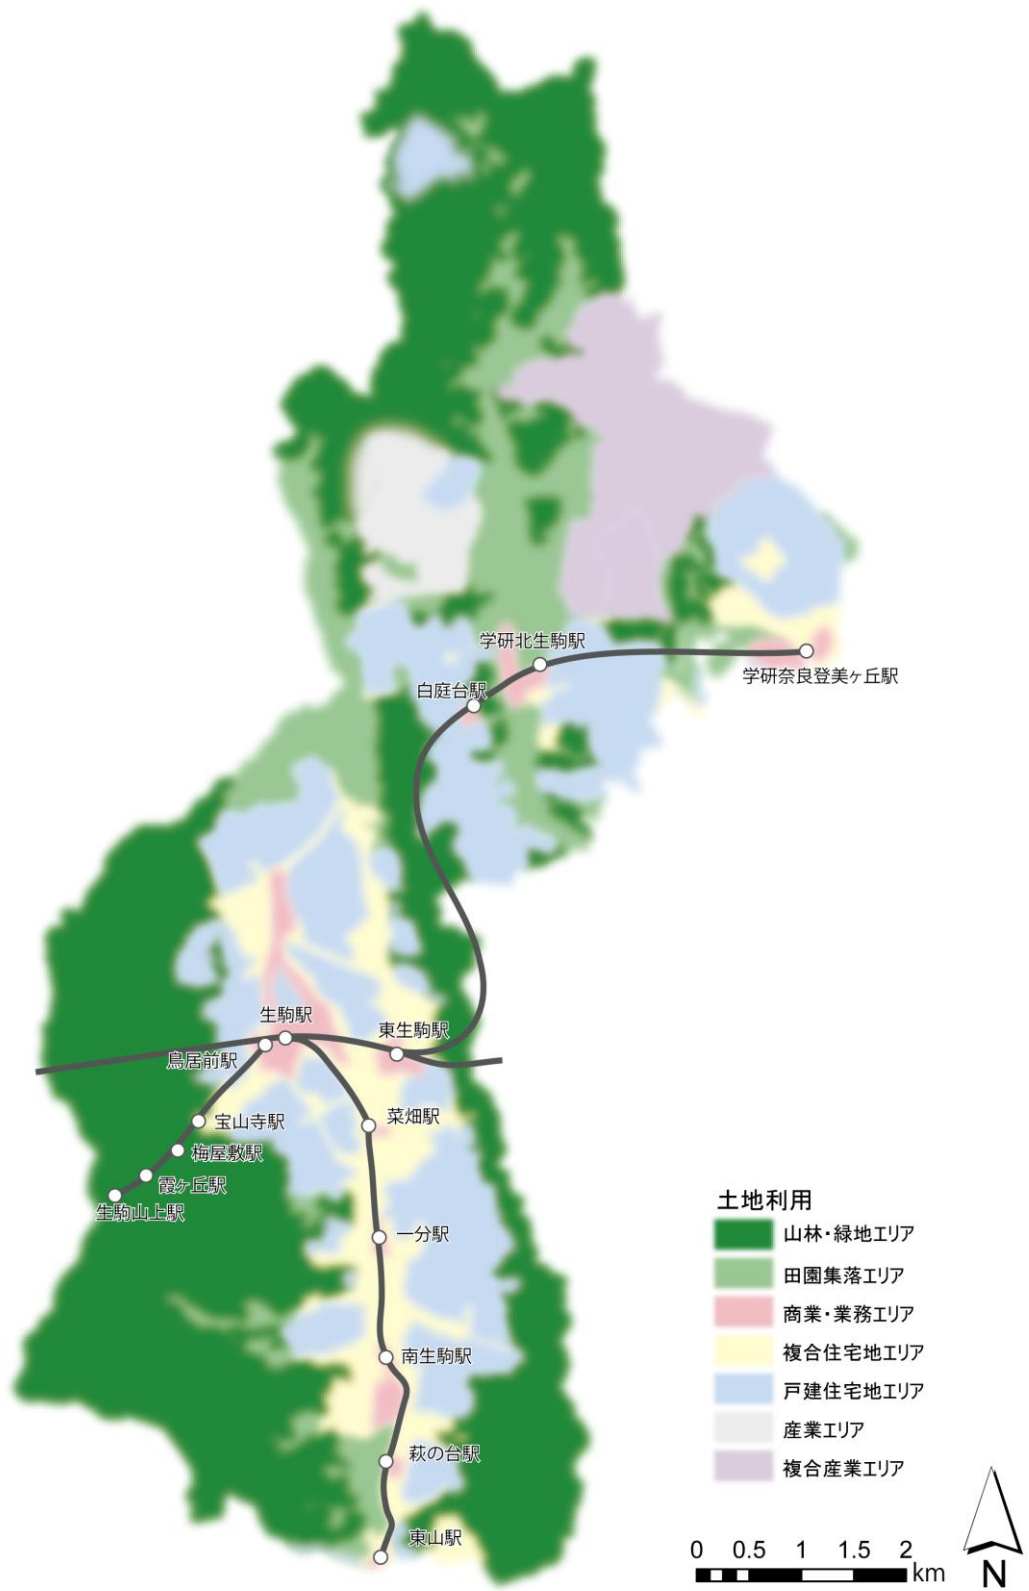 学研北生駒駅
学研奈良登美ヶ丘駅
白庭台駅
生駒駅
東生駒駅
鳥居前駅
菜畑駅
宝山寺駅
梅屋敷駅
霞ヶ丘駅
生駒山上駅
一分駅
南生駒駅
萩の台駅
東山駅
土地利用
山林・緑地エリア
田園集落エリア
商業・業務エリア
複合住宅地エリア
戸建住宅地エリア
産業エリア
複合産業エリア
0 0.5 1 1.5 2
km
N